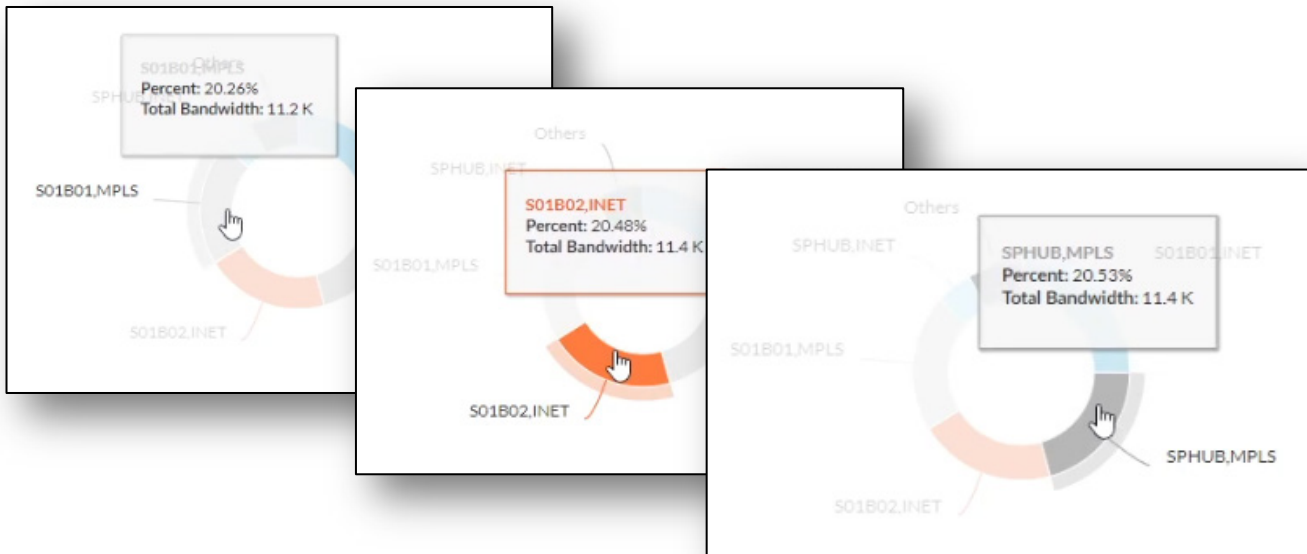 Others
S01B01,MPLS
Percent: 20.26%
Total Bandwidth: 11.2 K
SPHUB,INET
S01B01,MPLS
S01B02,INET
Others
SPHUB,INET
S01B02,INET
Percent: 20.48%
Total Bandwidth: 11.4 K
S01B01,MPLS
S01B02,INET
Others
SPHUB,INET
SPHUB,MPLS
Percent: 20.53%
Total Bandwidth: 11.4 K
S01B01,INET
S01B01,MPLS
SPHUB,MPLS
S01B02,INET